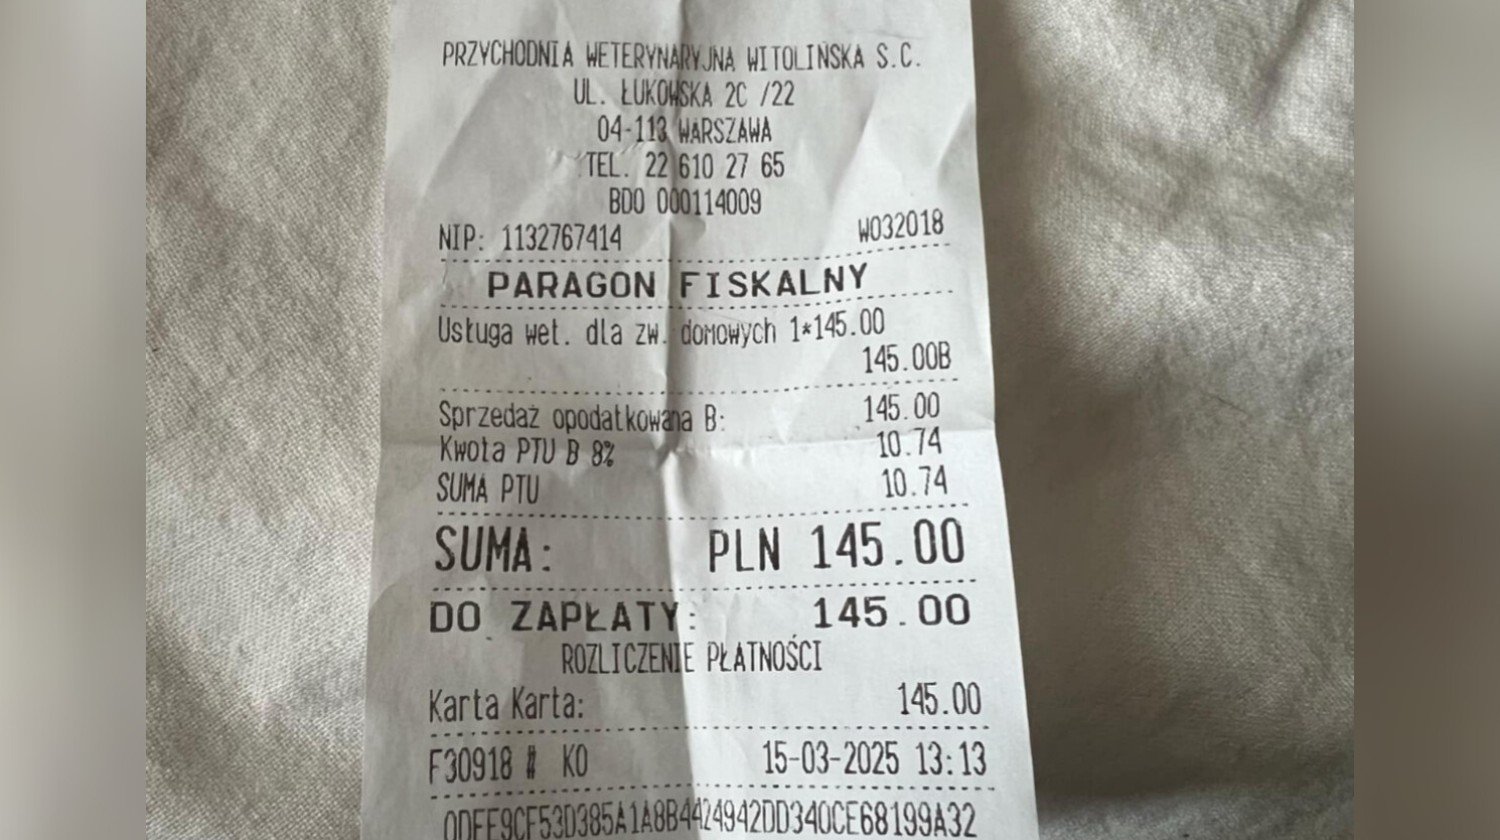 PRZYCHODNIA WETERYNARYJNA WITOLIŃSKA S.C.
UL. ŁUKOWSKA 2C /22
04-113 WARSZAWA
TEL. 22 610 27 65
BDO 000114009
NIP: 1132767414 W032018
PARAGON FISKALNY
Usługa wet. dla zw. domowych 1*145.00
145.00B
Sprzedaż opodatkowana B: 145.00
Kwota PTU B 8% 10.74
SUMA PTU 10.74
SUMA: PLN 145.00
DO ZAPŁATY: 145.00
ROZLICZENIE PŁATNOŚCI
Karta Karta: 145.00
F30918 # KO 15-03-2025 13:13